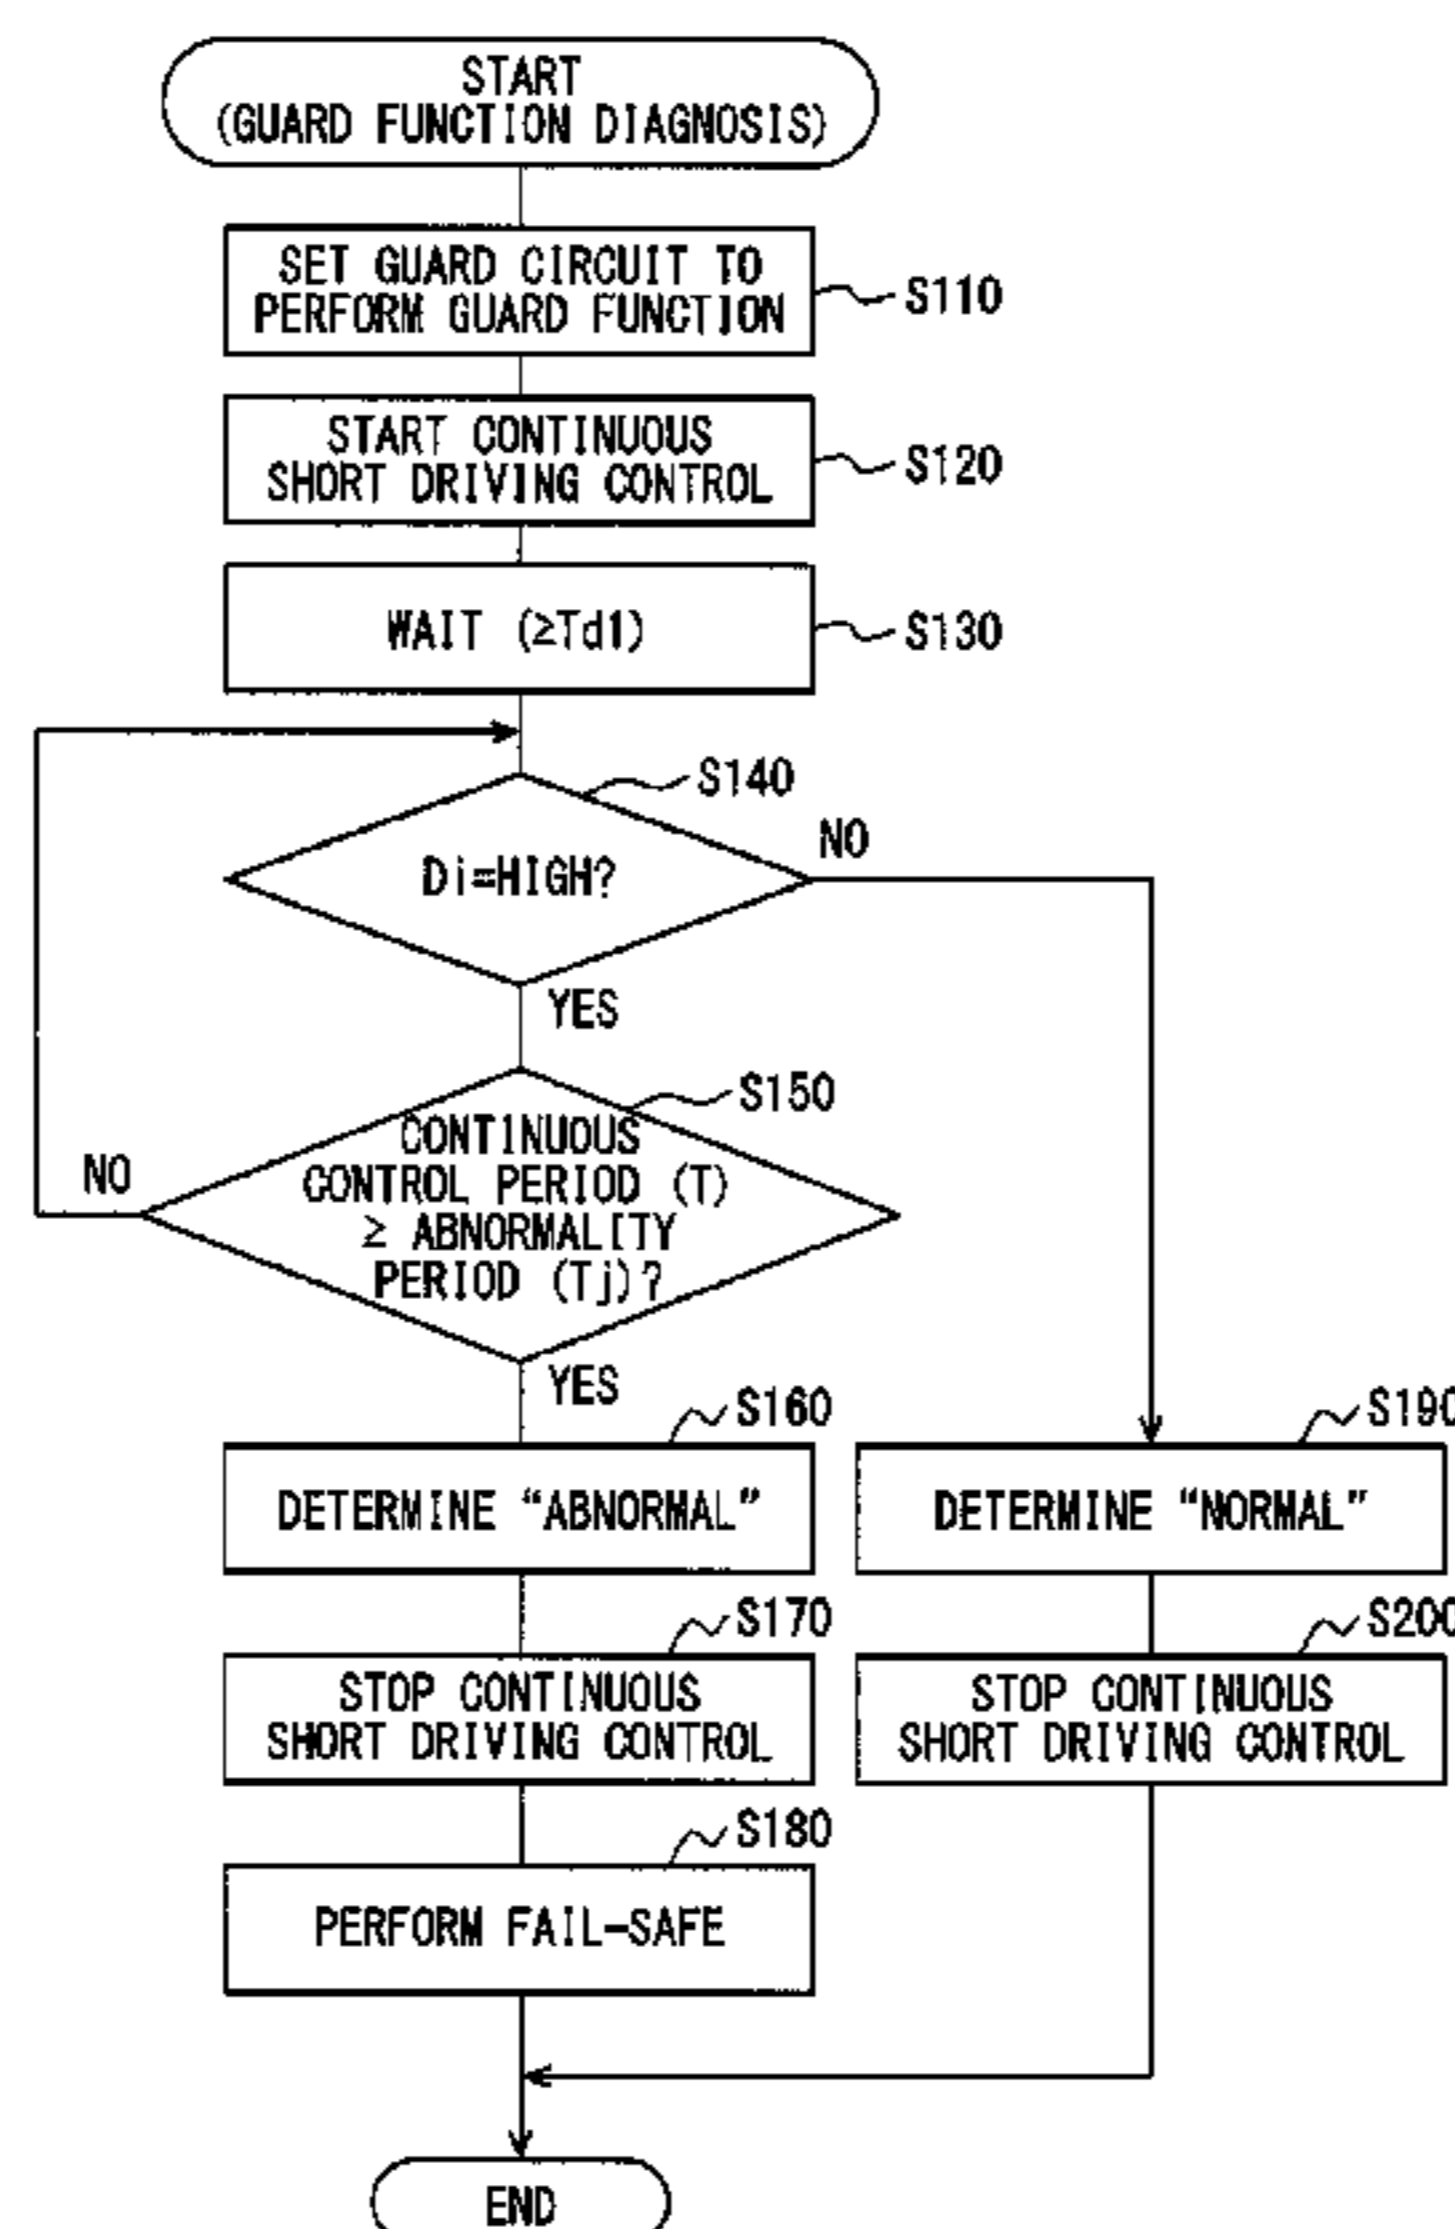 START
(GUARD FUNCTION DIAGNOSIS)
SET GUARD CIRCUIT TO
PERFORM GUARD FUNCTION
S110
START CONTINUOUS
SHORT DRIVING CONTROL
S120
WAIT (≥Td1)
S130
S140
Di=HIGH?
NO
YES
S150
CONTINUOUS
CONTROL PERIOD (T)
≥ ABNORMALITY
PERIOD (Tj)?
NO
YES
S160
DETERMINE “ABNORMAL”
S190
DETERMINE “NORMAL”
S170
STOP CONTINUOUS
SHORT DRIVING CONTROL
S200
STOP CONTINUOUS
SHORT DRIVING CONTROL
S180
PERFORM FAIL-SAFE
END